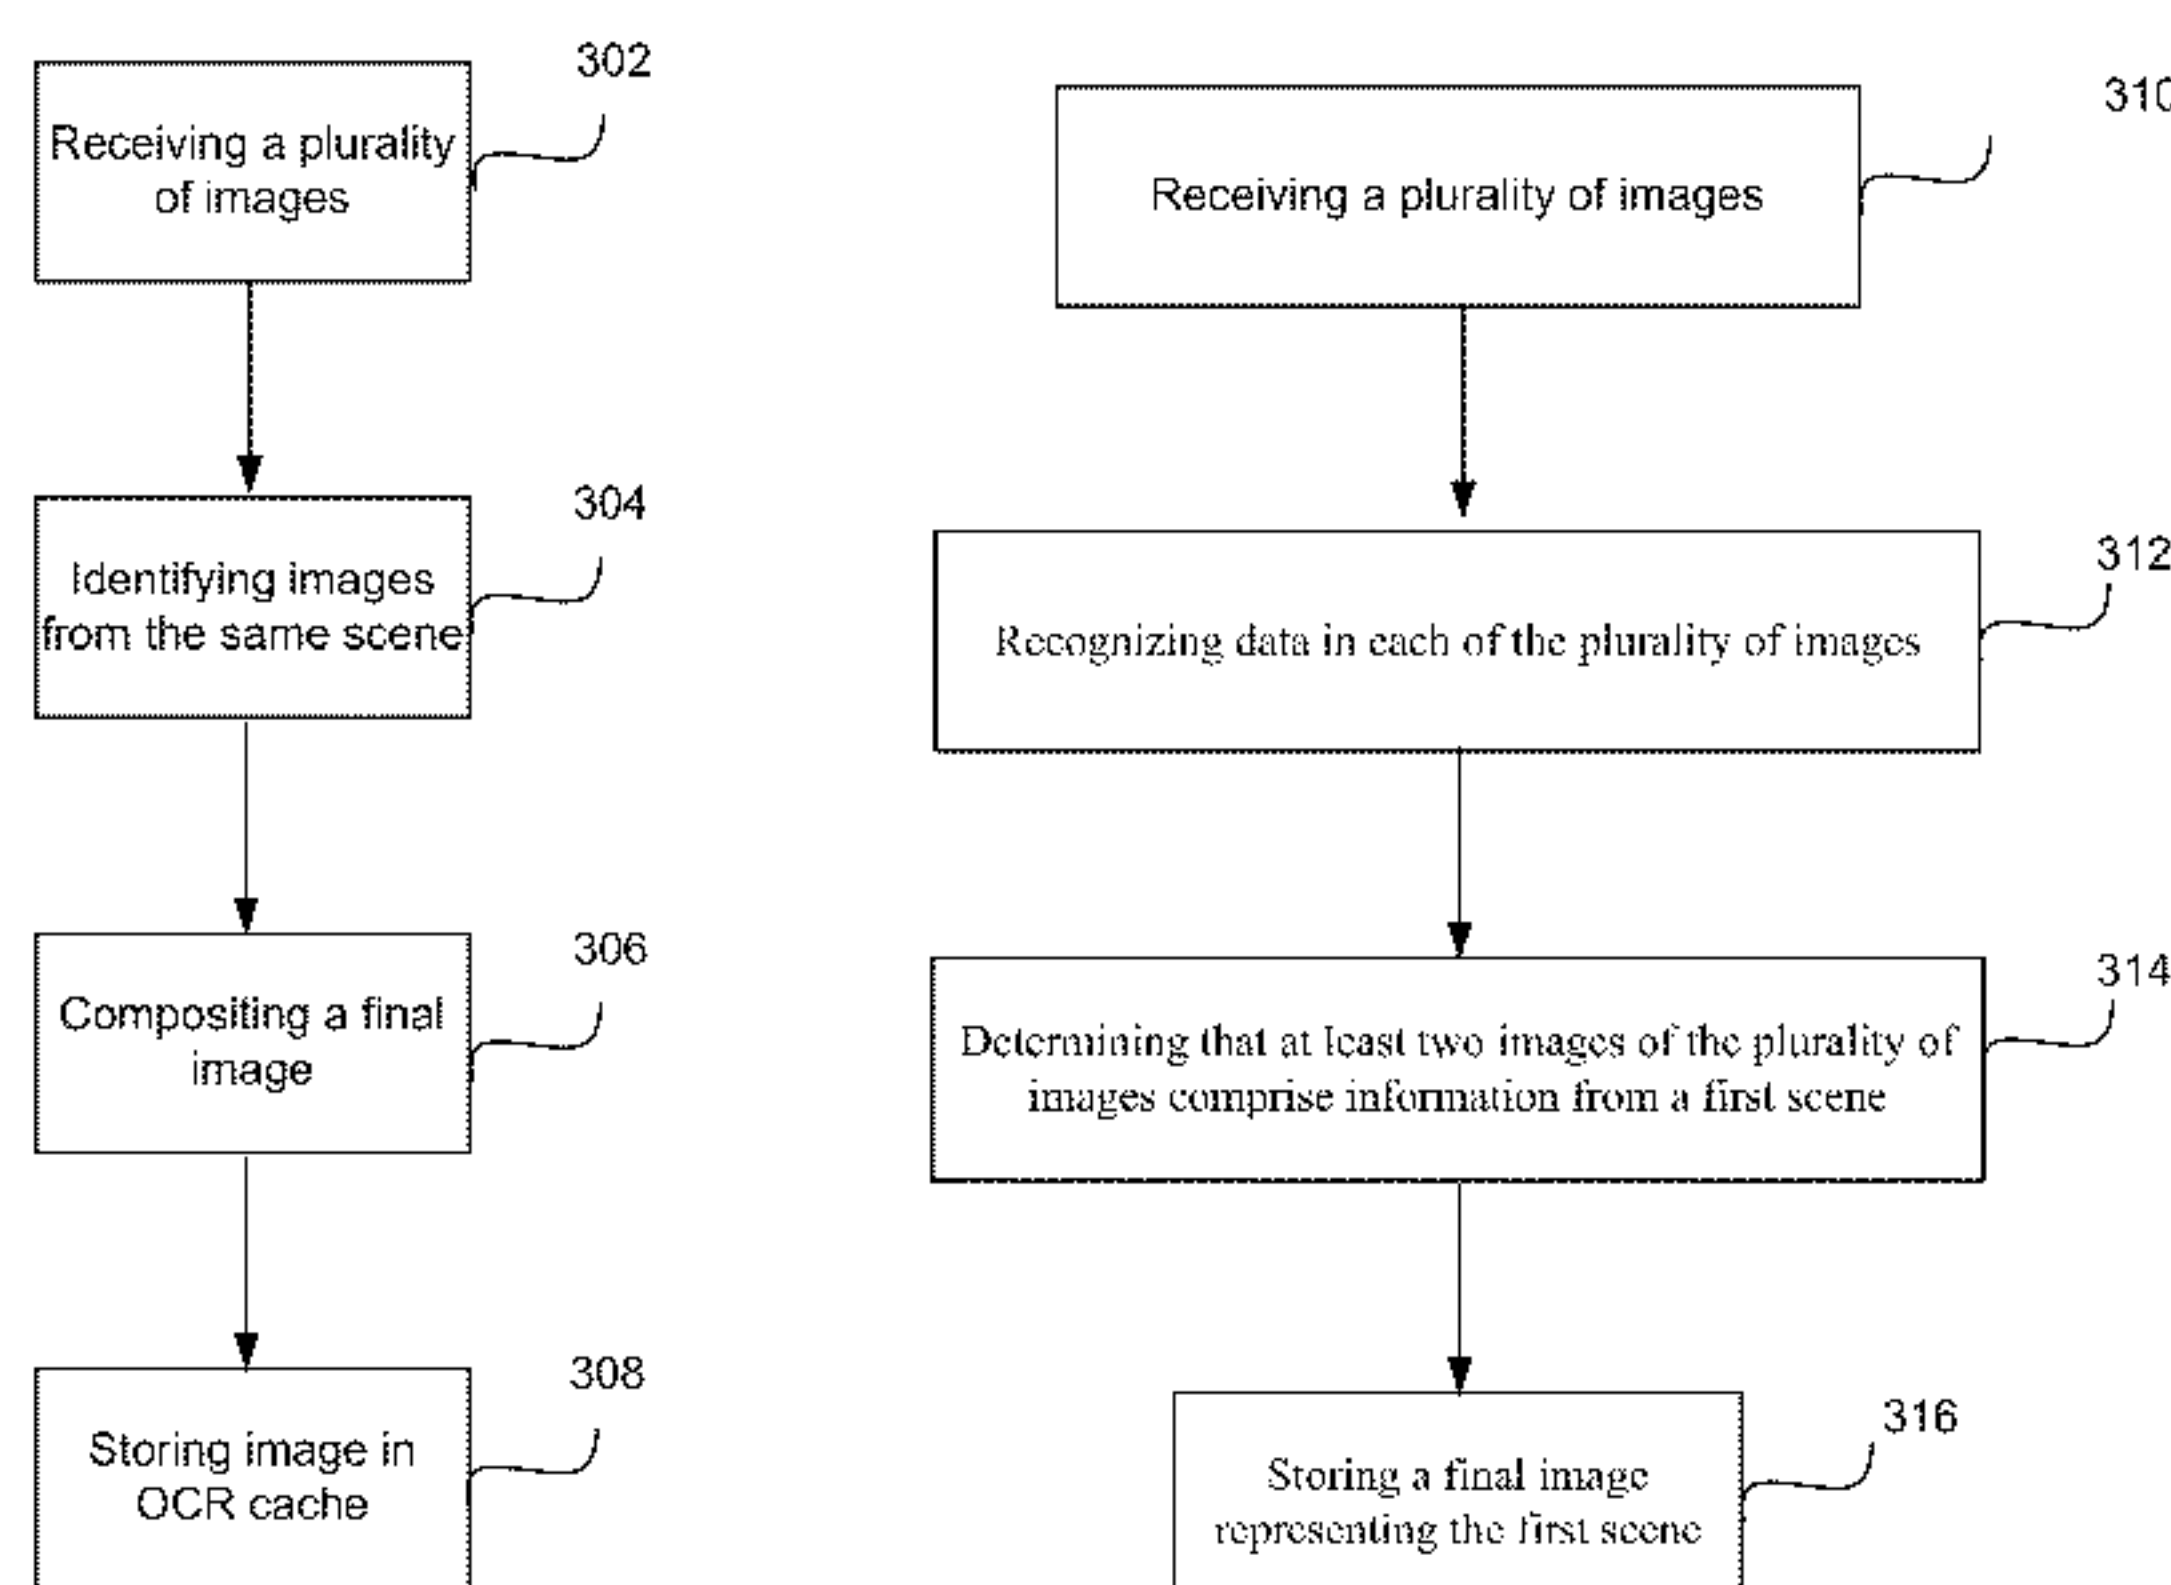 302
Receiving a plurality
of images
304
Identifying images
from the same scene
306
Compositing a final
image
308
Storing image in
OCR cache
310
Receiving a plurality of images
312
Recognizing data in each of the plurality of images
314
Determining that at least two images of the plurality of
images comprise information from a first scene
316
Storing a final image
representing the first scene